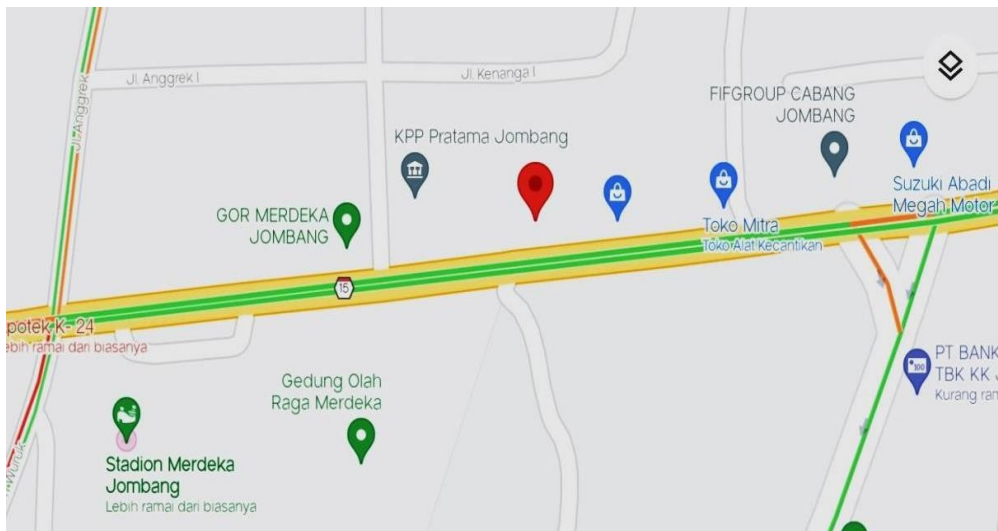 Jl. Anggrek I
Jl. Kenanga I
Jl. Anggrek
FIFGROUP CABANG
JOMBANG
KPP Pratama Jombang
Suzuki Abadi
Megah Motor
GOR MERDEKA
JOMBANG
Toko Mitra
Toko Alat Kecantikan
15
potek K-24
ebih ramai dari biasanya
PT BANK
TBK KK
Kurang ram
100
Gedung Olah
Raga Merdeka
Stadion Merdeka
Jombang
Lebih ramai dari biasanya
Wuruk